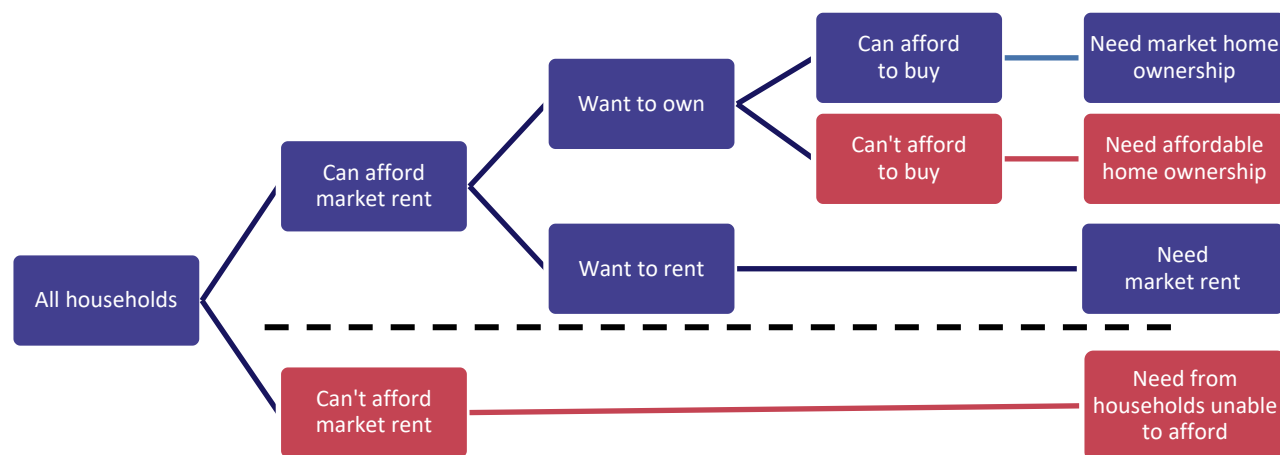 Can afford
to buy
Need market home
ownership
Want to own
Can't afford
to buy
Need affordable
home ownership
Can afford
market rent
Want to rent
Need
market rent
All households
Can't afford
market rent
Need from
households unable
to afford